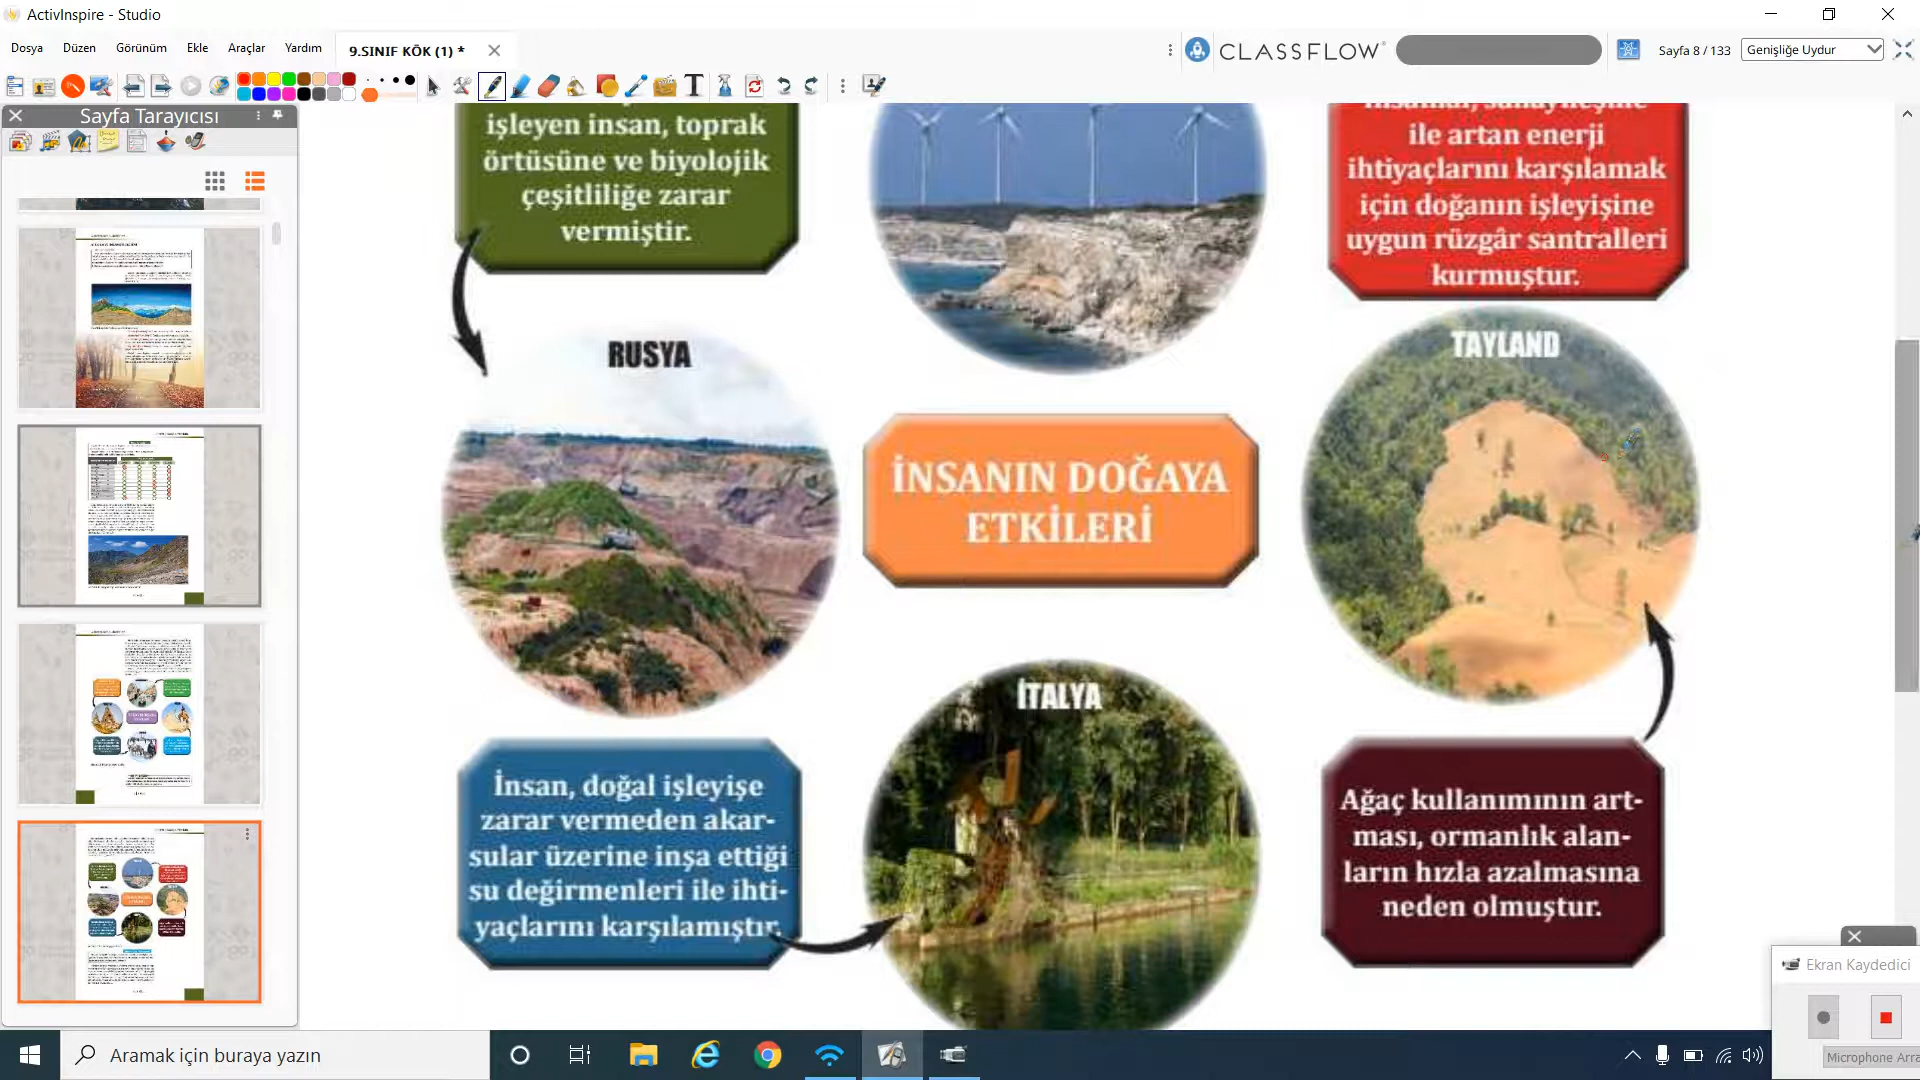 ActivInspire - Studio
Dosya Düzen Görünüm Ekle Araçlar Yardım
9.SINIF KÖK (1) *
CLASSFLOW
Sayfa 8 / 133
Genişliğe Uydur
Sayfa Tarayıcısı
işleyen insan, toprak
örtüsüne ve biyolojik
çeşitliliğe zarar
vermiştir.
ile artan enerji
ihtiyaçlarını karşılamak
için doğanın işleyişine
uygun rüzgâr santralleri
kurmuştur.
RUSYA
TAYLAND
İNSANIN DOĞAYA
ETKİLERİ
İTALYA
İnsan, doğal işleyişe
zarar vermeden akar-
sular üzerine inşa ettiği
su değirmenleri ile ihti-
yaçlarını karşılamıştır.
Ağaç kullanımının art-
ması, ormanlık alan-
ların hızla azalmasına
neden olmuştur.
Ekran Kaydedici
Microphone Arra
Aramak için buraya yazın